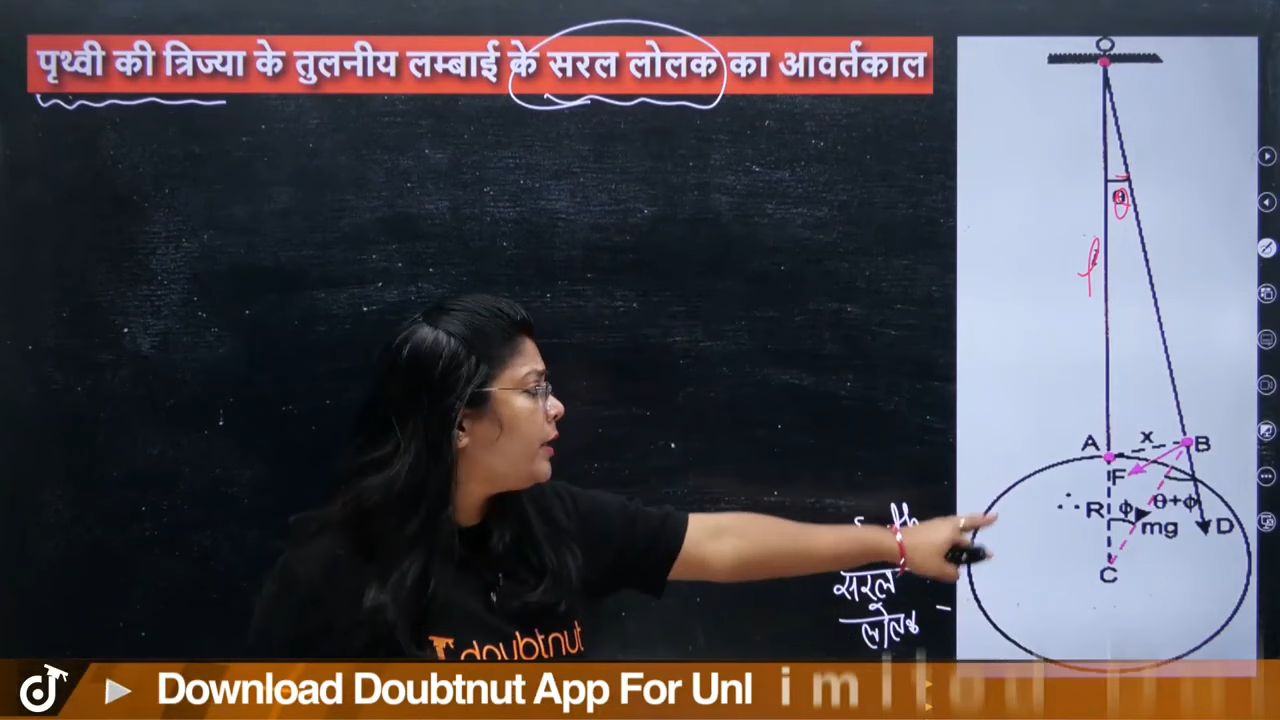 पृथ्वी की त्रिज्या के तुलनीय लम्बाई के सरल लोलक का आवर्तकाल
O
θ
l
A x B
F
R φ θ+φ
mg D
C
सरल
लोलक
doubtnut
Download Doubtnut App For Unl